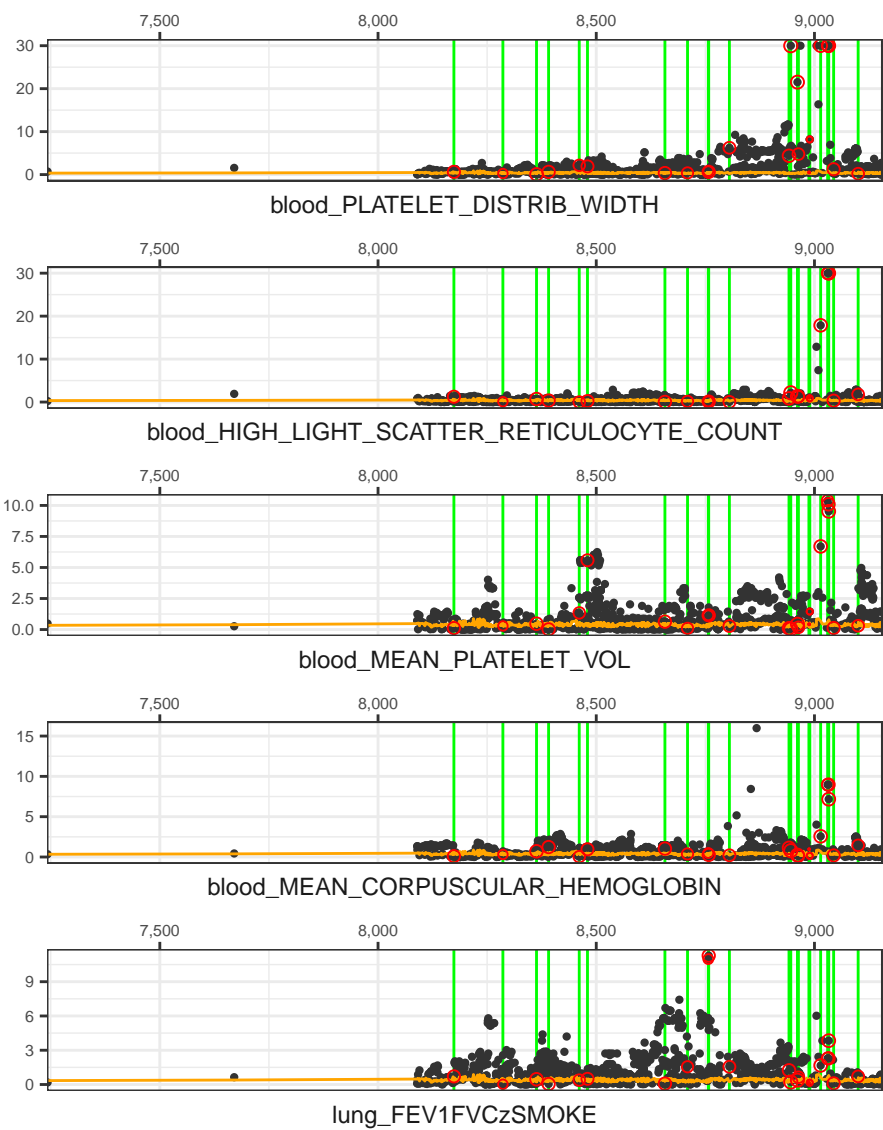 7,500 8,000 8,500 9,000
30
20
10
0
blood_PLATELET_DISTRIB_WIDTH
7,500 8,000 8,500 9,000
30
20
10
0
blood_HIGH_LIGHT_SCATTER_RETICULOCYTE_COUNT
7,500 8,000 8,500 9,000
10.0
7.5
5.0
2.5
0.0
blood_MEAN_PLATELET_VOL
7,500 8,000 8,500 9,000
15
10
5
0
blood_MEAN_CORPUSCULAR_HEMOGLOBIN
7,500 8,000 8,500 9,000
9
6
3
0
lung_FEV1FVCzSMOKE